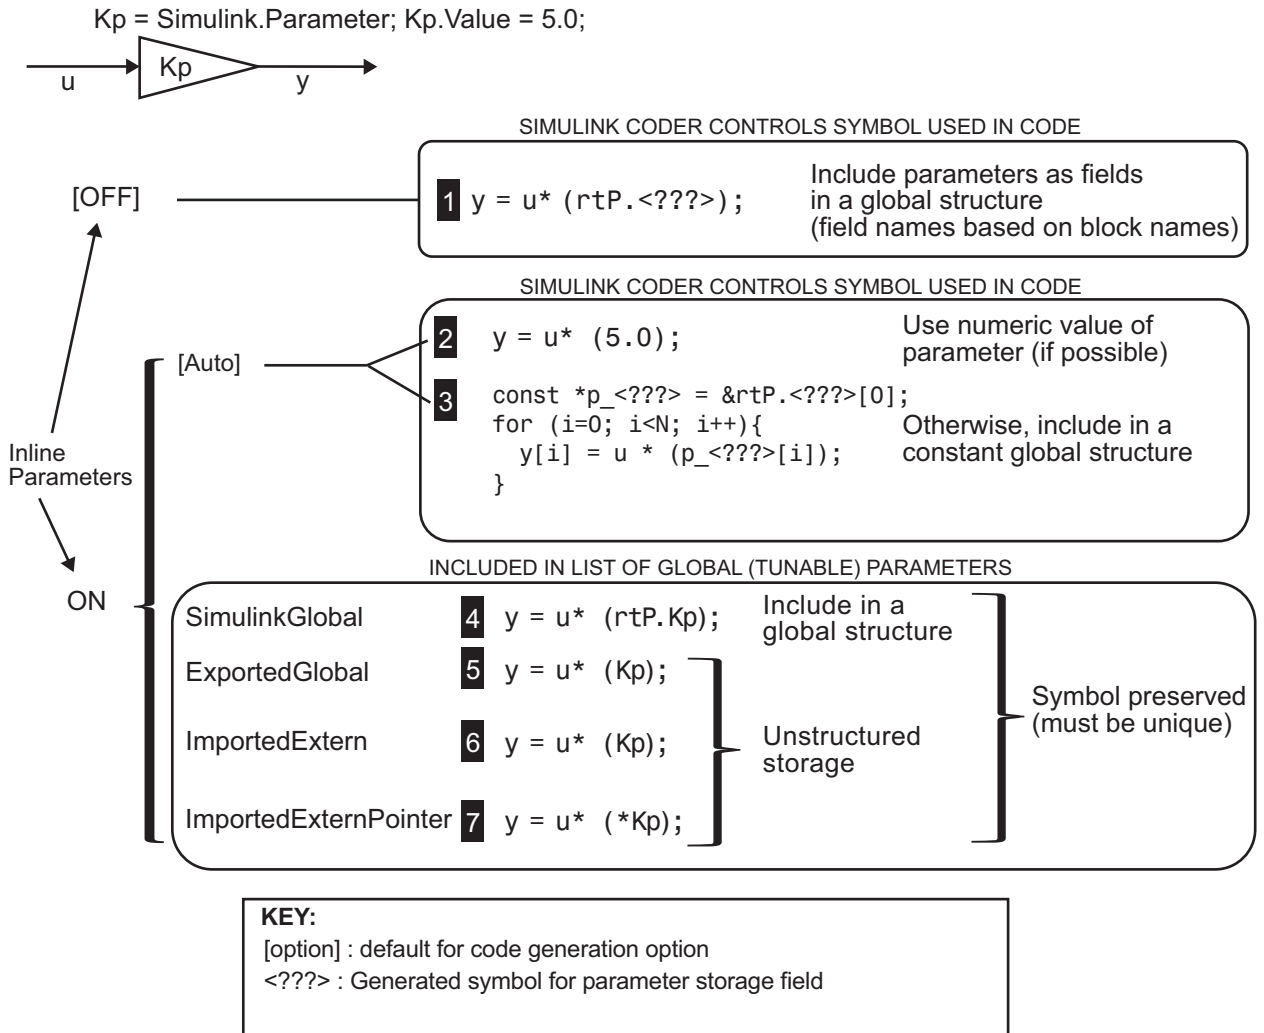 Kp = Simulink.Parameter; Kp.Value = 5.0;
Kp
u
y
SIMULINK CODER CONTROLS SYMBOL USED IN CODE
[OFF]
1 y = u* (rtP.<???>);
Include parameters as fields
in a global structure
(field names based on block names)
SIMULINK CODER CONTROLS SYMBOL USED IN CODE
[Auto]
2 y = u* (5.0);
Use numeric value of
parameter (if possible)
3 const *p_<???> = &rtP.<???>[0];
for (i=0; i<N; i++){
y[i] = u * (p_<???>[i]);
}
Otherwise, include in a
constant global structure
Inline
Parameters
INCLUDED IN LIST OF GLOBAL (TUNABLE) PARAMETERS
ON
SimulinkGlobal 4 y = u* (rtP.Kp);
Include in a
global structure
ExportedGlobal 5 y = u* (Kp);
ImportedExtern 6 y = u* (Kp);
Unstructured
storage
Symbol preserved
(must be unique)
ImportedExternPointer 7 y = u* (*Kp);
KEY:
[option] : default for code generation option
<???> : Generated symbol for parameter storage field